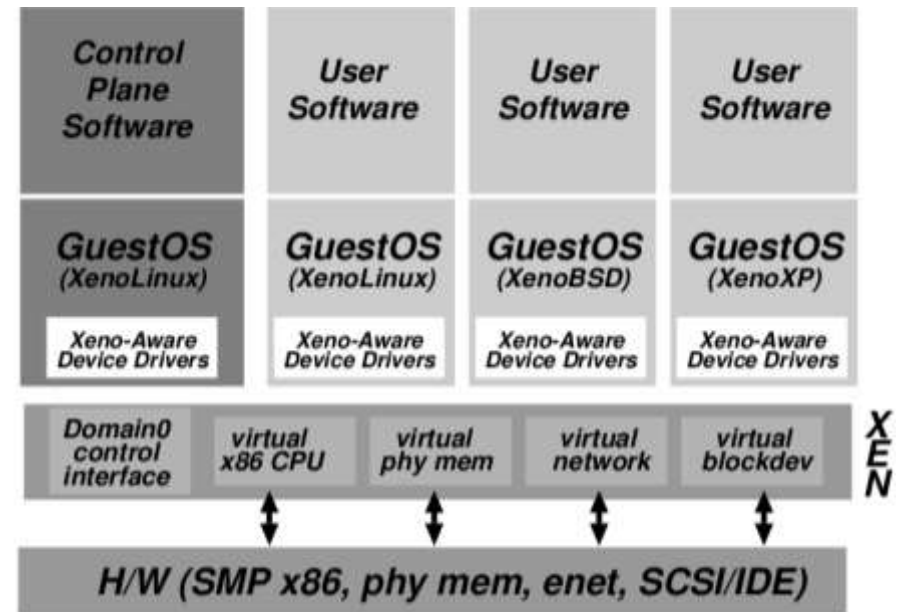 Control
Plane
Software
User
Software
User
Software
User
Software
GuestOS
(XenoLinux)
Xeno-Aware
Device Drivers
GuestOS
(XenoLinux)
Xeno-Aware
Device Drivers
GuestOS
(XenoBSD)
Xeno-Aware
Device Drivers
GuestOS
(XenoXP)
Xeno-Aware
Device Drivers
Domain0
control
interface
virtual
x86 CPU
virtual
phy mem
virtual
network
virtual
blockdev
XEN
H/W (SMP x86, phy mem, enet, SCSI/IDE)